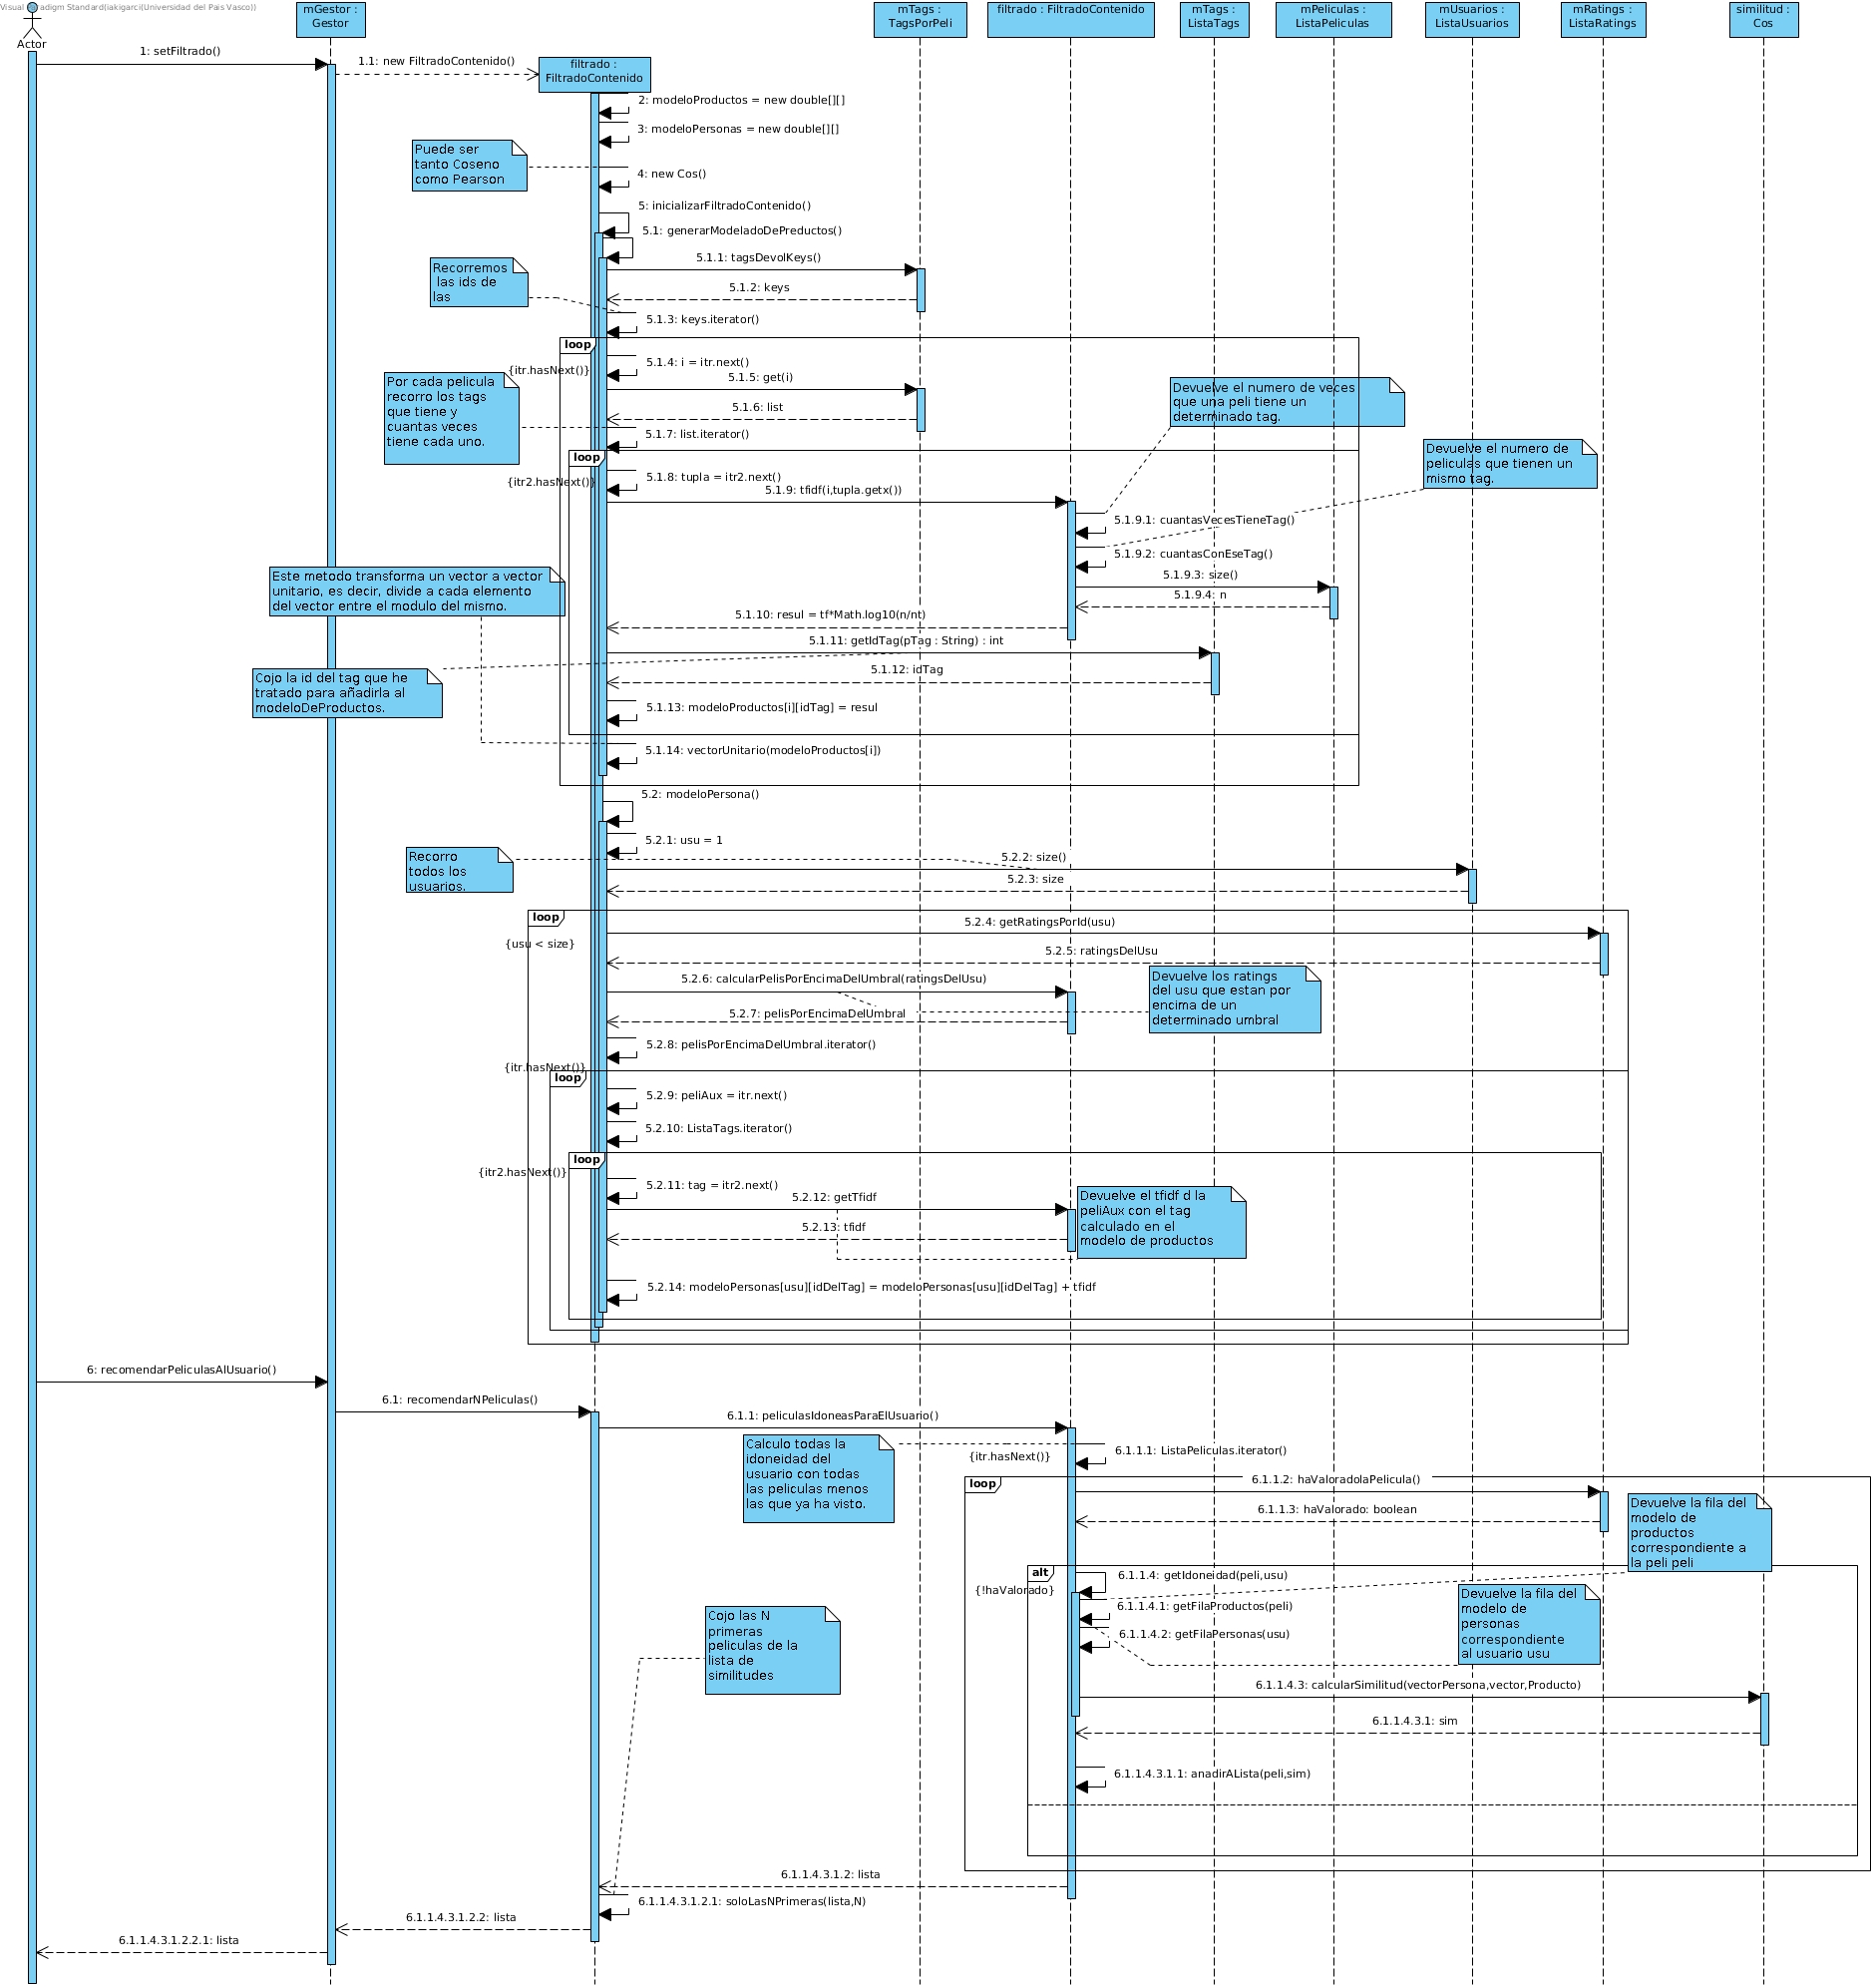 Visual Paradigm Standard(iakigarci(Universidad del Pais Vasco))
Actor
mGestor :
Gestor
mTags :
TagsPorPeli
filtrado : FiltradoContenido
mTags :
ListaTags
mPeliculas :
ListaPeliculas
mUsuarios :
ListaUsuarios
mRatings :
ListaRatings
similitud :
Cos
1: setFiltrado()
1.1: new FiltradoContenido()
filtrado :
FiltradoContenido
2: modeloProductos = new double[][]
3: modeloPersonas = new double[][]
Puede ser
tanto Coseno
como Pearson
4: new Cos()
5: inicializarFiltradoContenido()
5.1: generarModeladoDePreductos()
5.1.1: tagsDevolKeys()
Recorremos
las ids de
las
5.1.2: keys
5.1.3: keys.iterator()
loop
{itr.hasNext()}
5.1.4: i = itr.next()
5.1.5: get(i)
Por cada pelicula
recorro los tags
que tiene y
cuantas veces
tiene cada uno.
5.1.6: list
Devuelve el numero de veces
que una peli tiene un
determinado tag.
5.1.7: list.iterator()
loop
{itr2.hasNext()}
Devuelve el numero de
peliculas que tienen un
mismo tag.
5.1.8: tupla = itr2.next()
5.1.9: tfidf(i,tupla.getx())
5.1.9.1: cuantasVecesTieneTag()
5.1.9.2: cuantasConEseTag()
5.1.9.3: size()
Este metodo transforma un vector a vector
unitario, es decir, divide a cada elemento
del vector entre el modulo del mismo.
5.1.9.4: n
5.1.10: resul = tf*Math.log10(n/nt)
5.1.11: getIdTag(pTag : String) : int
5.1.12: idTag
Cojo la id del tag que he
tratado para añadirla al
modeloDeProductos.
5.1.13: modeloProductos[i][idTag] = resul
5.1.14: vectorUnitario(modeloProductos[i])
5.2: modeloPersona()
5.2.1: usu = 1
Recorro
todos los
usuarios.
5.2.2: size()
5.2.3: size
loop
{usu < size}
5.2.4: getRatingsPorId(usu)
5.2.5: ratingsDelUsu
5.2.6: calcularPelisPorEncimaDelUmbral(ratingsDelUsu)
Devuelve los ratings
del usu que estan por
encima de un
determinado umbral
5.2.7: pelisPorEncimaDelUmbral
5.2.8: pelisPorEncimaDelUmbral.iterator()
{itr.hasNext()}
loop
5.2.9: peliAux = itr.next()
5.2.10: ListaTags.iterator()
loop
{itr2.hasNext()}
5.2.11: tag = itr2.next()
5.2.12: getTfidf
Devuelve el tfidf d la
peliAux con el tag
calculado en el
modelo de productos
5.2.13: tfidf
5.2.14: modeloPersonas[usu][idDelTag] = modeloPersonas[usu][idDelTag] + tfidf
6: recomendarPeliculasAlUsuario()
6.1: recomendarNPeliculas()
6.1.1: peliculasIdoneasParaElUsuario()
Calculo todas la
idoneidad del
usuario con todas
las peliculas menos
las que ya ha visto.
{itr.hasNext()}
6.1.1.1: ListaPeliculas.iterator()
loop
6.1.1.2: haValoradolaPelicula()
6.1.1.3: haValorado: boolean
Devuelve la fila del
modelo de
productos
correspondiente a
la peli peli
alt
{!haValorado}
6.1.1.4: getIdoneidad(peli,usu)
6.1.1.4.1: getFilaProductos(peli)
6.1.1.4.2: getFilaPersonas(usu)
Devuelve la fila del
modelo de
personas
correspondiente
al usuario usu
Cojo las N
primeras
peliculas de la
lista de
similitudes
6.1.1.4.3: calcularSimilitud(vectorPersona,vector,Producto)
6.1.1.4.3.1: sim
6.1.1.4.3.1.1: anadirALista(peli,sim)
6.1.1.4.3.1.2: lista
6.1.1.4.3.1.2.1: soloLasNPrimeras(lista,N)
6.1.1.4.3.1.2.2: lista
6.1.1.4.3.1.2.2.1: lista